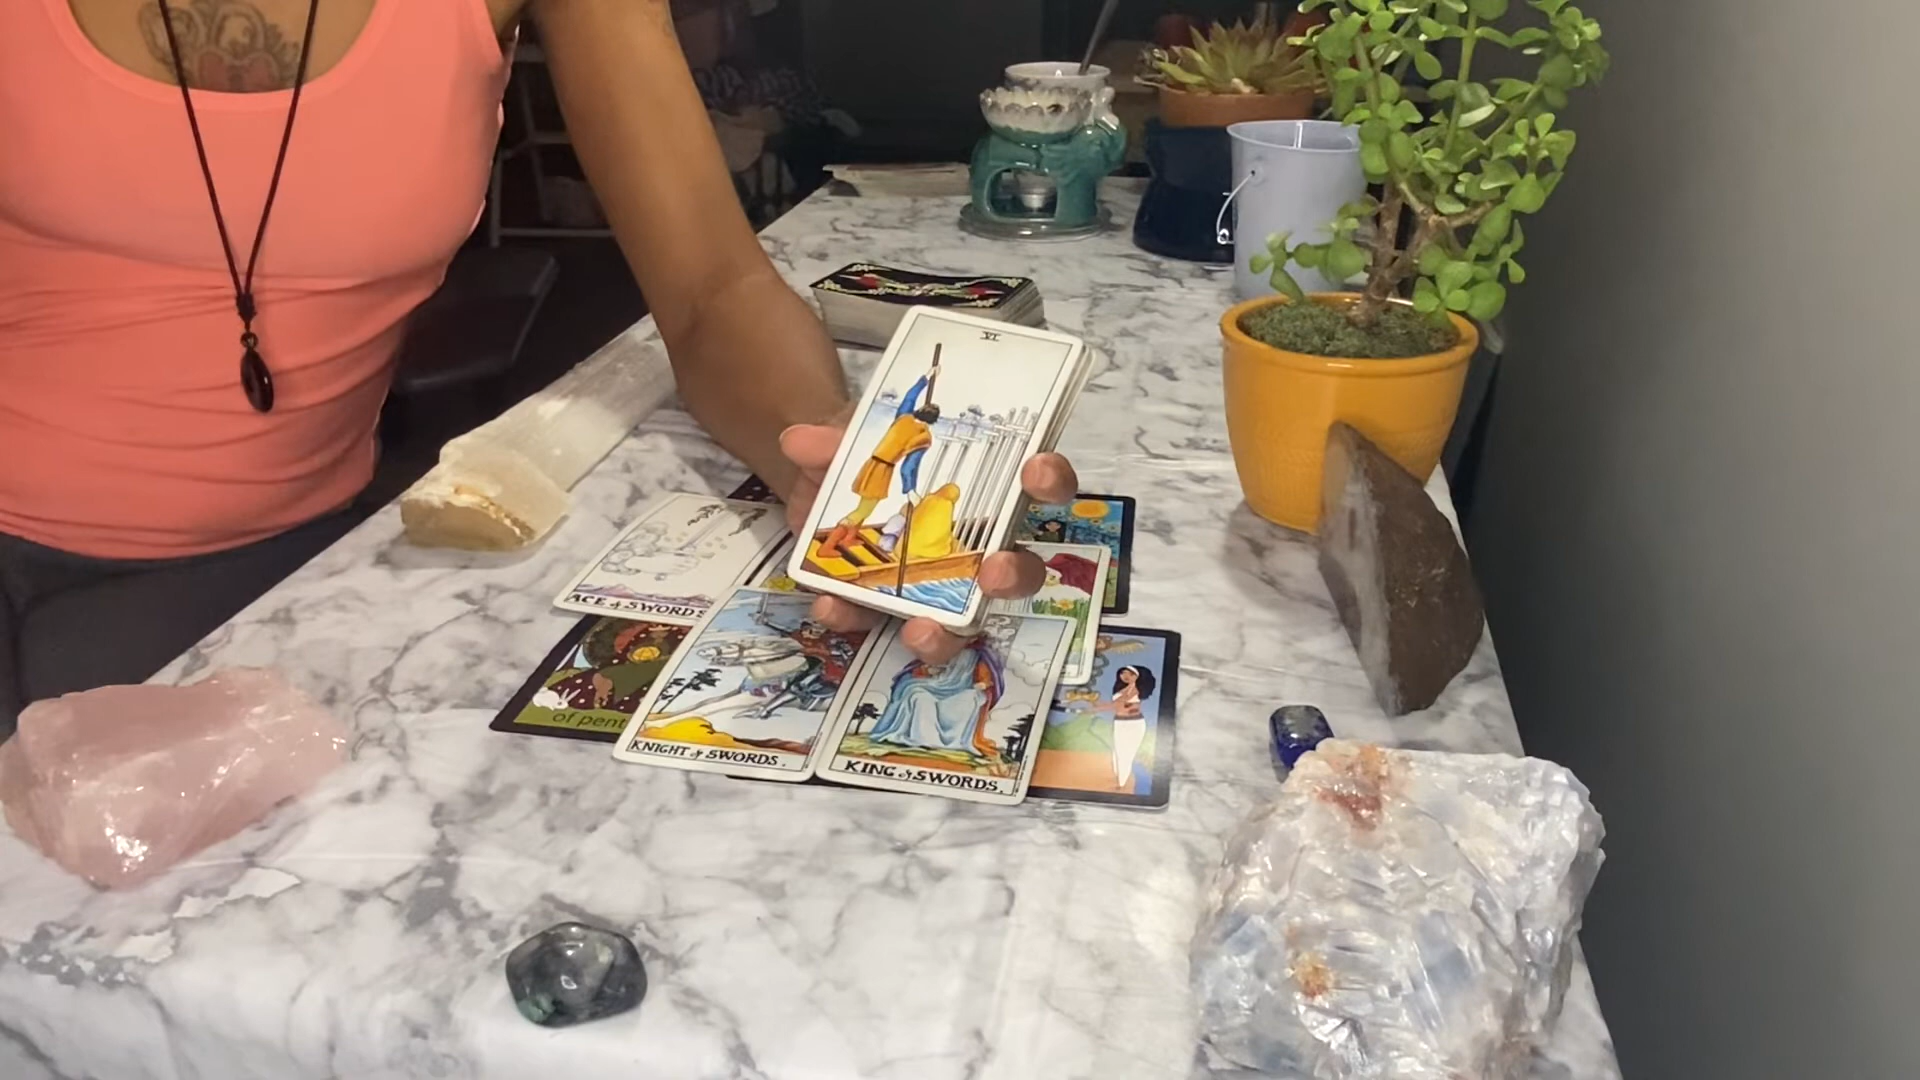 VI
ACE of SWORDS
of pent
KNIGHT of SWORDS.
KING of SWORDS.